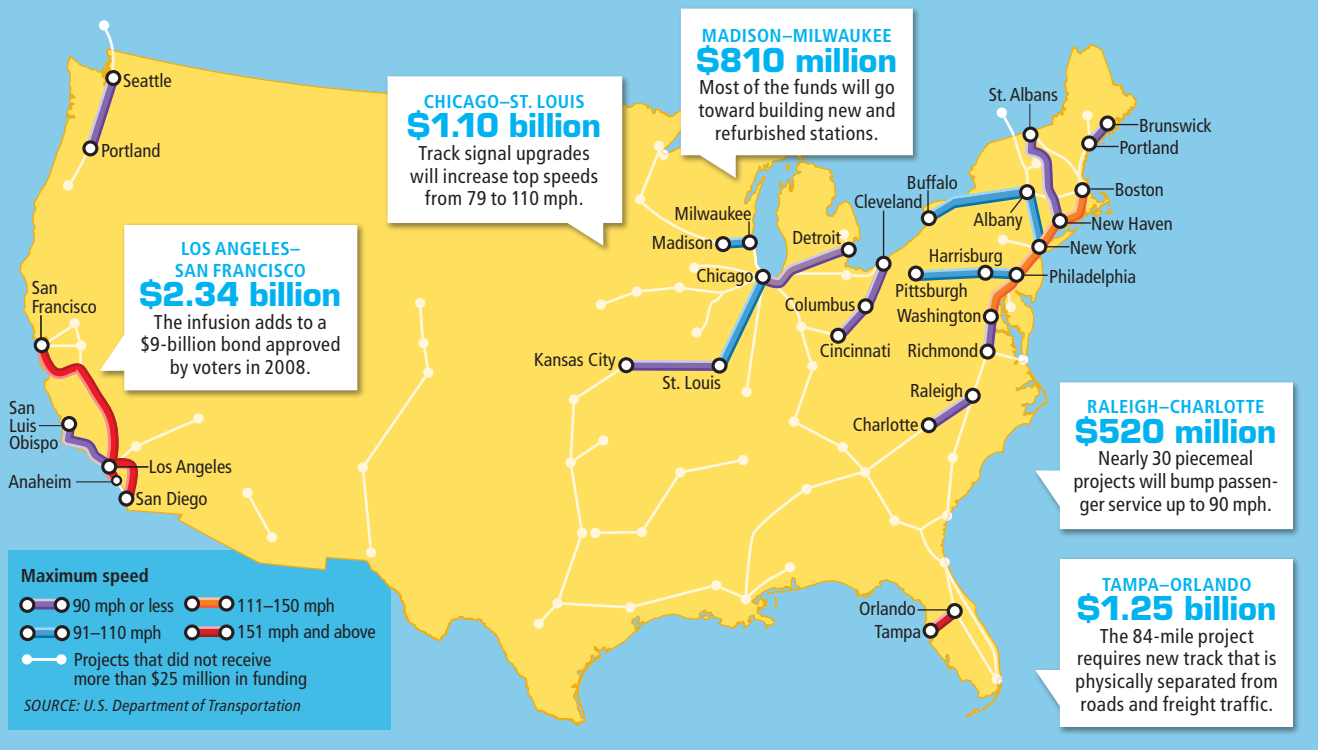 MADISON–MILWAUKEE
$810 million
Most of the funds will go
toward building new and
refurbished stations.
CHICAGO–ST. LOUIS
$1.10 billion
Track signal upgrades
will increase top speeds
from 79 to 110 mph.
LOS ANGELES–
SAN FRANCISCO
$2.34 billion
The infusion adds to a
$9-billion bond approved
by voters in 2008.
RALEIGH–CHARLOTTE
$520 million
Nearly 30 piecemeal
projects will bump passen-
ger service up to 90 mph.
TAMPA–ORLANDO
$1.25 billion
The 84-mile project
requires new track that is
physically separated from
roads and freight traffic.
Seattle
Portland
San
Francisco
San
Luis
Obispo
Los Angeles
Anaheim
San Diego
Milwaukee
Madison
Chicago
Detroit
Kansas City
St. Louis
Cleveland
Columbus
Cincinnati
Buffalo
Albany
St. Albans
Brunswick
Portland
Boston
New Haven
New York
Harrisburg
Pittsburgh
Philadelphia
Washington
Richmond
Raleigh
Charlotte
Orlando
Tampa
Maximum speed
90 mph or less
111–150 mph
91–110 mph
151 mph and above
Projects that did not receive
more than $25 million in funding
SOURCE: U.S. Department of Transportation